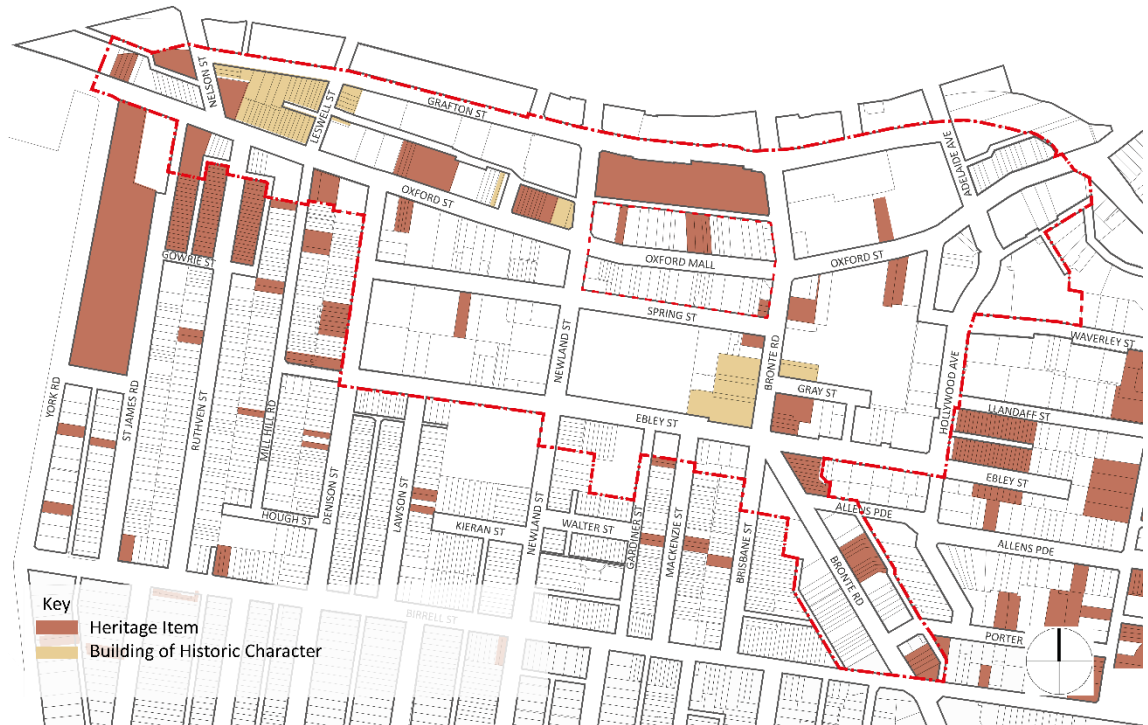 NELSON ST
LESWELL ST
GRAFTON ST
ADELAIDE AVE
OXFORD ST
OXFORD MALL
OXFORD ST
GOWRIE ST
SPRING ST
NEWLAND ST
BRONTE RD
WAVERLEY ST
HOLLYWOOD AVE
GRAY ST
YORK RD
ST JAMES RD
RUTHVEN ST
MILL HILL RD
EBLEY ST
LLANDAFF ST
DENISON ST
LAWSON ST
EBLEY ST
HOUGH ST
KIERAN ST
NEWLAND ST
WALTER ST
GARDINER ST
MACKENZIE ST
BRISBANE ST
ALLENS PDE
BRONTE RD
ALLENS PDE
BIRRELL ST
PORTER
Key
Heritage Item
Building of Historic Character